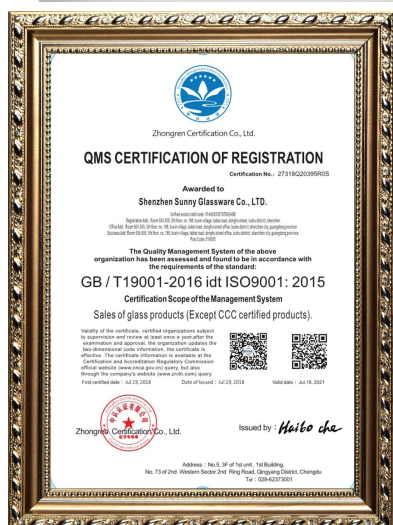 Zhongren Certification Co., Ltd.
QMS CERTIFICATION OF REGISTRATION
Certification No.: 27318Q20395R0S
Awarded to
Shenzhen Sunny Glassware Co., LTD.
The Quality Management System of the above
organization has been assessed and found to be in accordance with
the requirements of the standard:
GB / T19001-2016 idt ISO9001: 2015
Certification Scope of the Management System
Sales of glass products (Except CCC certified products).
Validity of the certificate, certified organizations subject
to supervision and review at least once a year,after the
examination and approval, the organization updates the
two-dimensional code information, the certificate is
effective. The certificate information is available at the
Certification and Accreditation Regulatory Commission
official website (www.cnca.gov.cn) query, but also
through the company's website (www.zrcln.com) query.
First certified date : Jul.19, 2018 Date of Issued : Jul.19, 2018 Valid date : Jul 18, 2021
Zhongren Certification Co., Ltd.
Issued by : Haibo che
Address : No.5, 3F of 1st unit , 1st Building,
No. 73 of 2nd Western Sector 2nd Ring Road, Qingyang District, Chengdu
Tel : 028-62373001